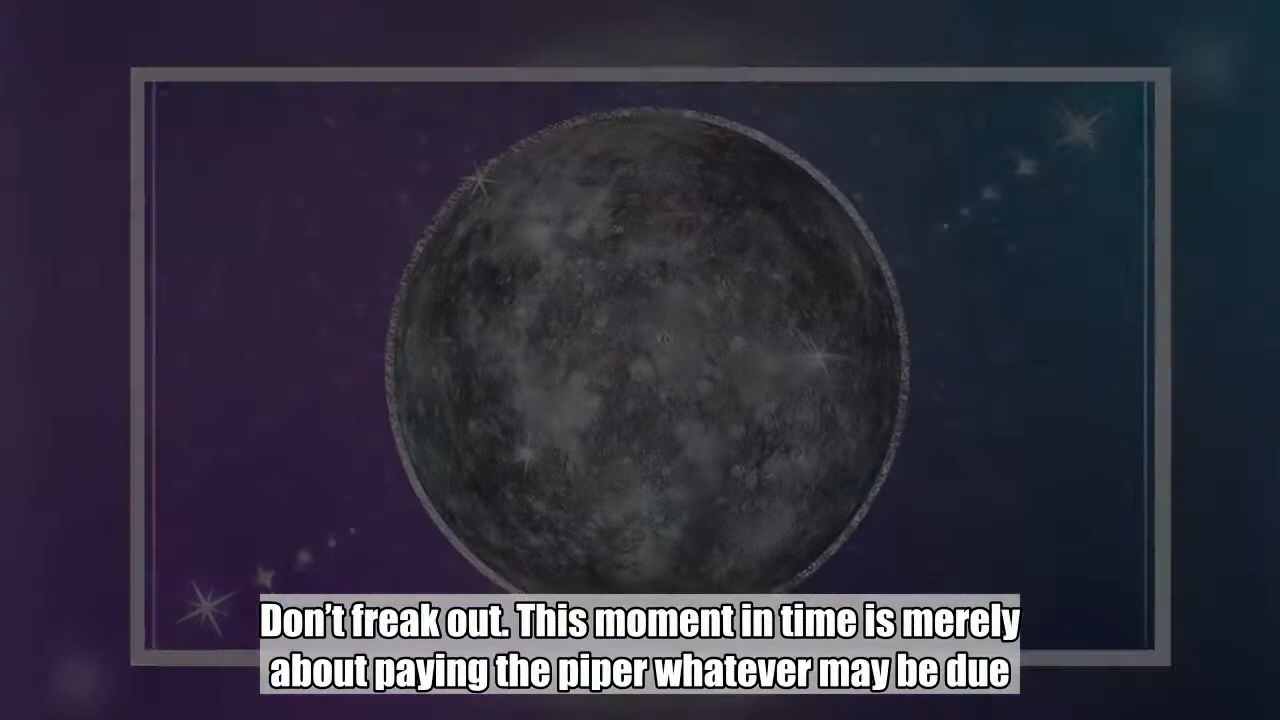 Don’t freak out. This moment in time is merely
about paying the piper whatever may be due